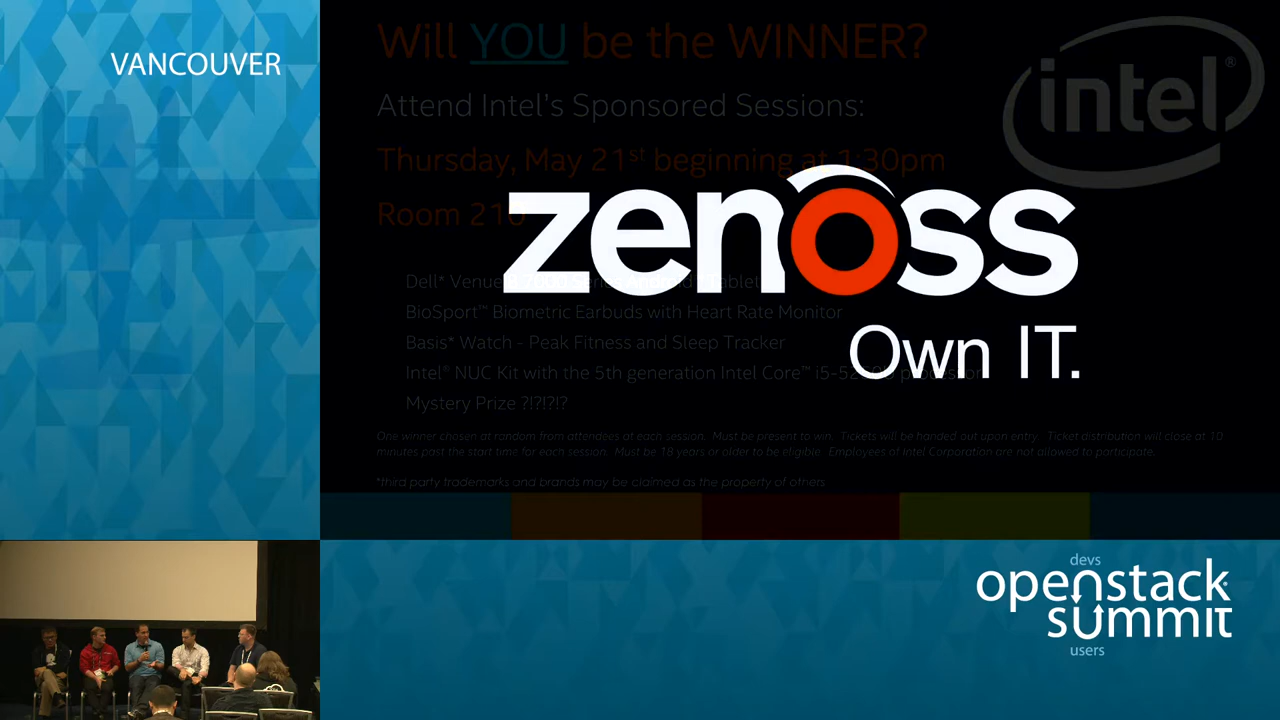 VANCOUVER
Will YOU be the WINNER?
Attend Intel's Sponsored Sessions:
Thursday, May 21st beginning at 1:30pm
Room 210
intel®
zenoss
Own IT.
Dell* Venue
Tablet
BioSport™ Biometric Earbuds with Heart Rate Monitor
Basis* Watch - Peak Fitness and Sleep Tracker
Intel® NUC Kit with the 5th generation Intel Core™ i5-52 processor
Mystery Prize ?!?!?!?
One winner chosen at random from attendees at each session. Must be present to win. Tickets will be handed out upon entry. Ticket distribution will close at 10
minutes past the start time for each session. Must be 18 years or older to be eligible. Employees of Intel Corporation are not allowed to participate.
*third party trademarks and brands may be claimed as the property of others
devs
openstack
summit
users